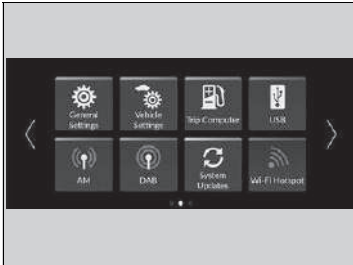 General
Settings
Vehicle
Settings
Trip Computer
USB
AM
DAB
System
Updates
Wi-Fi Hotspot